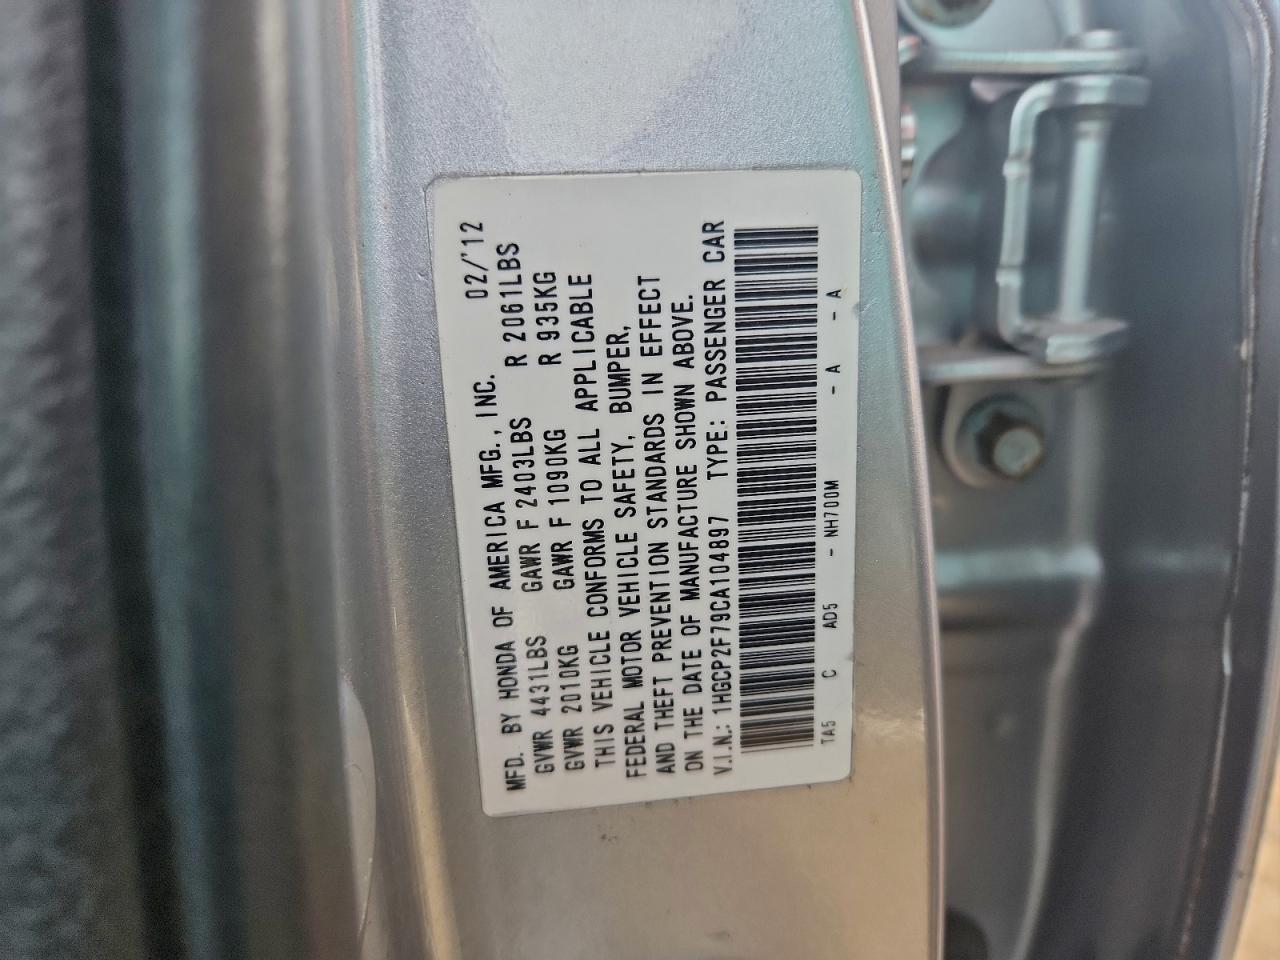 MFD. BY HONDA OF AMERICA MFG., INC. 02/'12
GVWR 4431LBS GAWR F 2403LBS R 2061LBS
GVWR 2010KG GAWR F 1090KG R 935KG
THIS VEHICLE CONFORMS TO ALL APPLICABLE
FEDERAL MOTOR VEHICLE SAFETY, BUMPER,
AND THEFT PREVENTION STANDARDS IN EFFECT
ON THE DATE OF MANUFACTURE SHOWN ABOVE.
V.I.N.: 1HGCP2F79CA104897 TYPE: PASSENGER CAR
TA5 C AD5 - NH700M - A - A